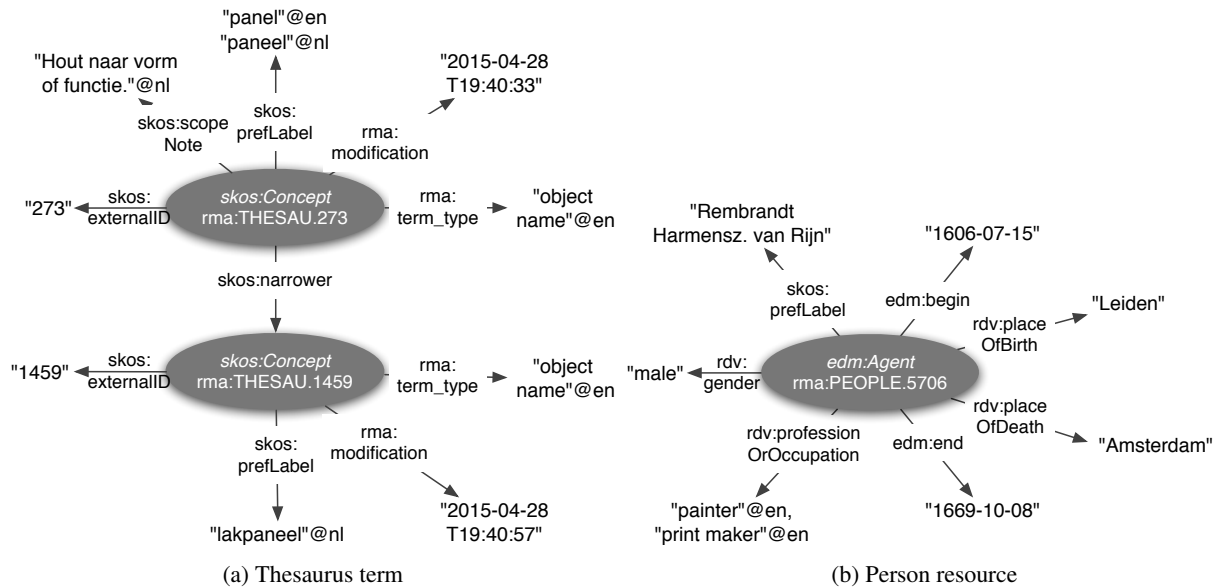 "panel"@en
"paneel"@nl
"Hout naar vorm
of functie."@nl
"2015-04-28
T19:40:33"
skos:scope
Note
skos:
prefLabel
rma:
modification
"273"
skos:
externalID
skos:Concept
rma:THESAU.273
rma:
term_type
"object
name"@en
skos:narrower
"1459"
skos:
externalID
skos:Concept
rma:THESAU.1459
rma:
term_type
"object
name"@en
skos:
prefLabel
rma:
modification
"lakpaneel"@nl
"2015-04-28
T19:40:57"
(a) Thesaurus term
"Rembrandt
Harmensz. van Rijn"
"1606-07-15"
skos:
prefLabel
edm:begin
"Leiden"
rdv:place
OfBirth
"male"
rdv:
gender
edm:Agent
rma:PEOPLE.5706
rdv:place
OfDeath
"Amsterdam"
rdv:profession
OrOccupation
edm:end
"painter"@en,
"print maker"@en
"1669-10-08"
(b) Person resource